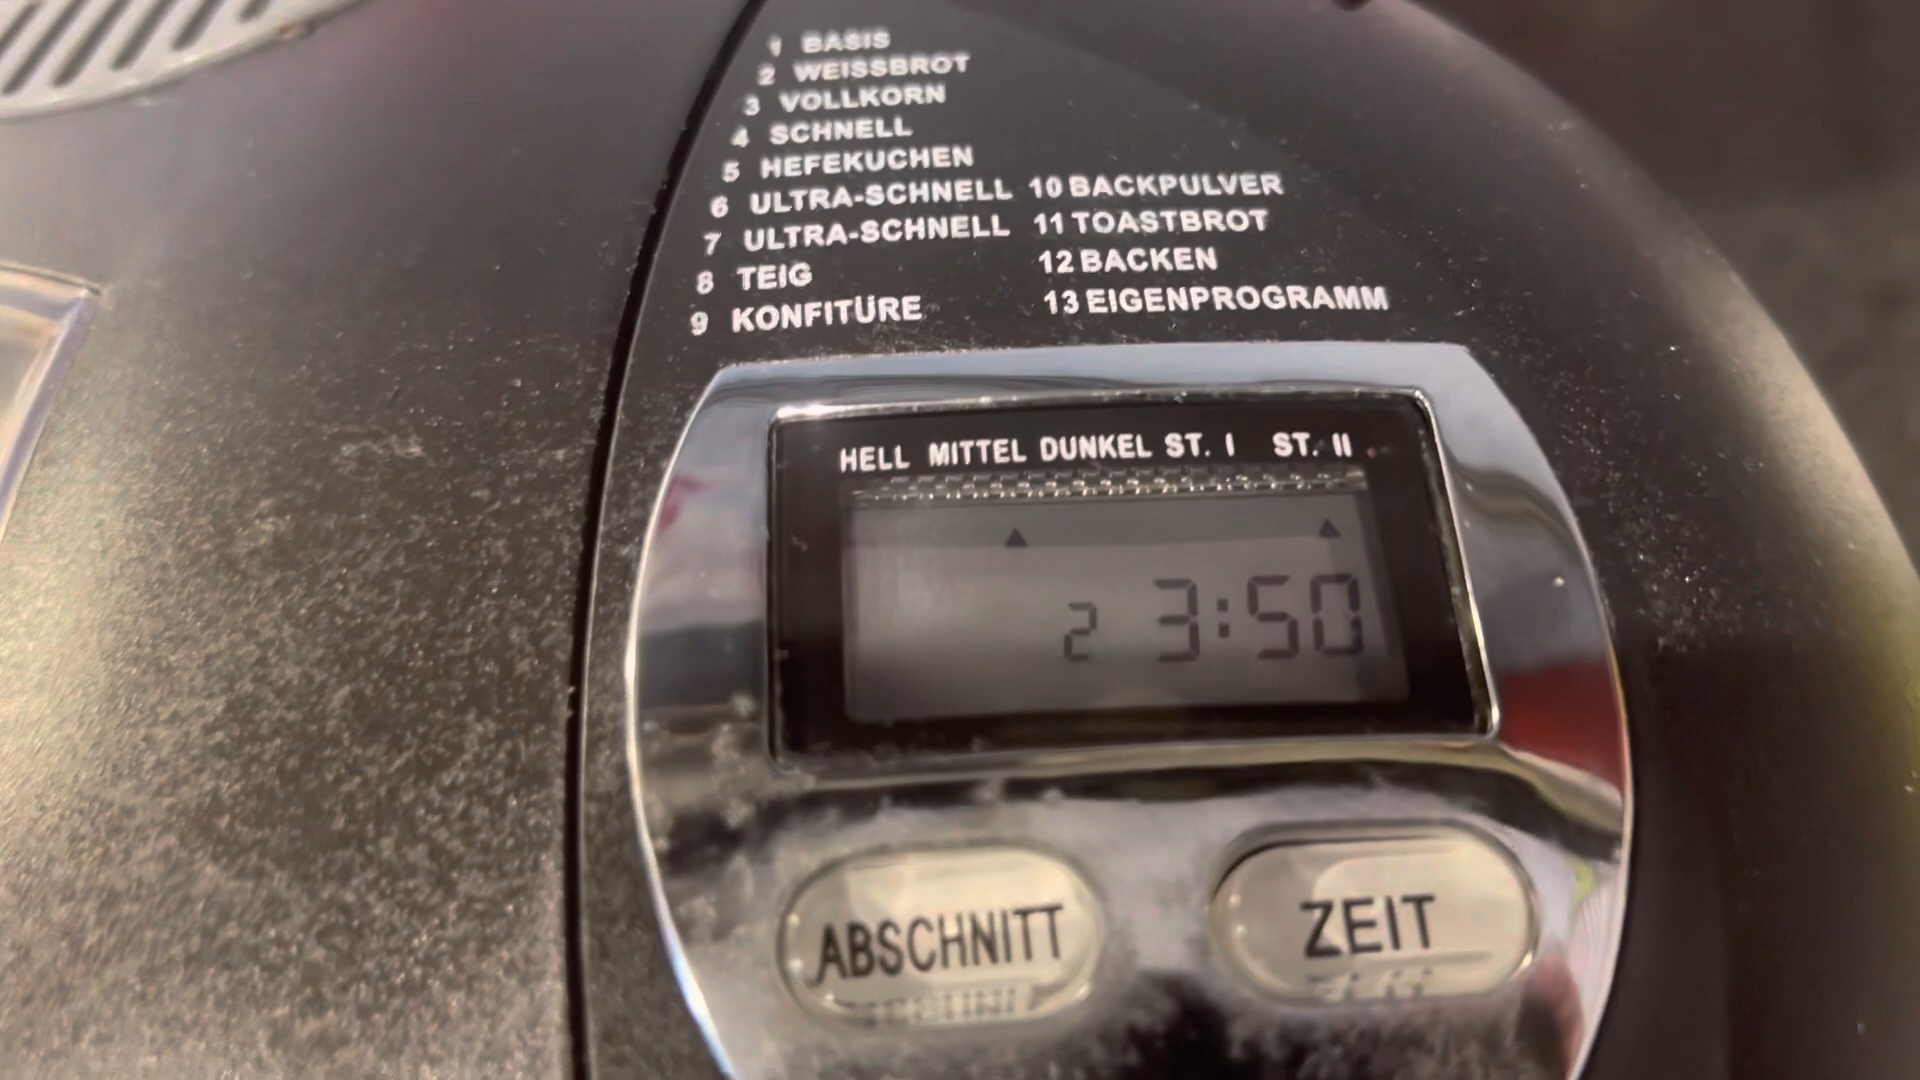 1 BASIS
2 WEISSBROT
3 VOLLKORN
4 SCHNELL
5 HEFEKUCHEN
6 ULTRA-SCHNELL 10 BACKPULVER
7 ULTRA-SCHNELL 11 TOASTBROT
8 TEIG 12 BACKEN
9 KONFITÜRE 13 EIGENPROGRAMM
HELL MITTEL DUNKEL ST. I ST. II
2 3:50
ABSCHNITT ZEIT